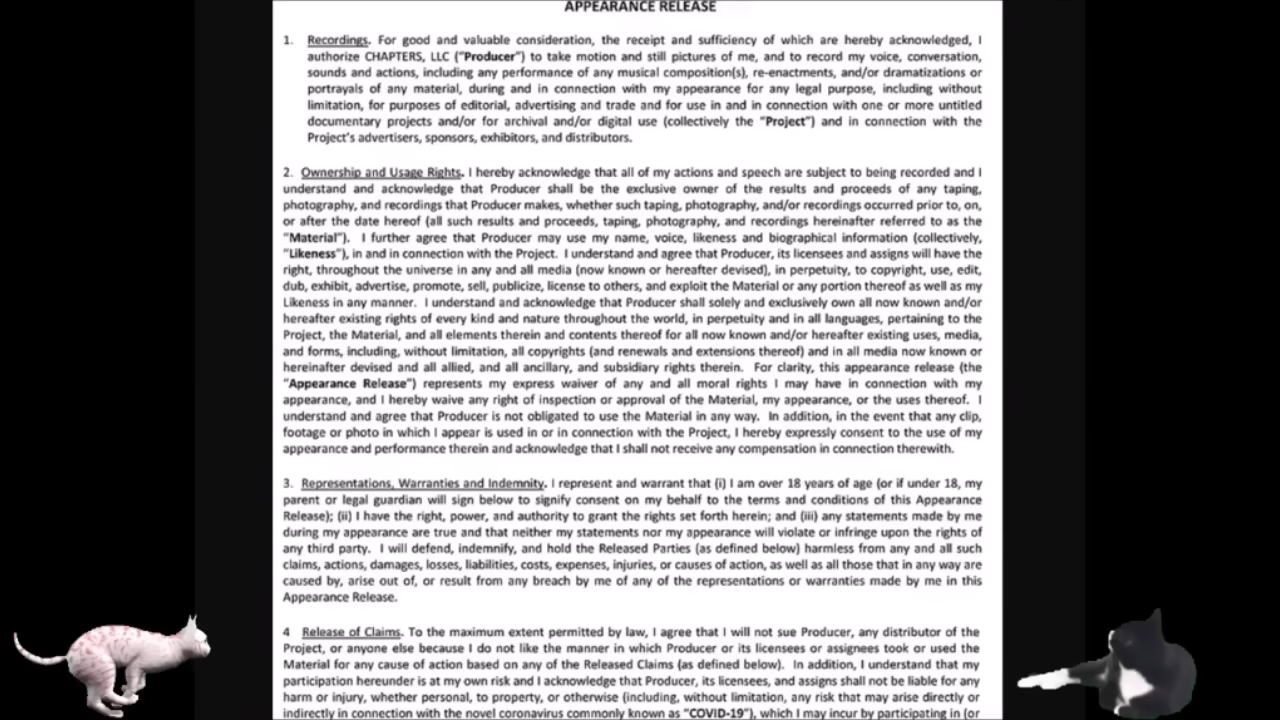 APPEARANCE RELEASE
1. Recordings. For good and valuable consideration, the receipt and sufficiency of which are hereby acknowledged, I
authorize CHAPTERS, LLC ("Producer") to take motion and still pictures of me, and to record my voice, conversation,
sounds and actions, including any performance of any musical composition(s), re-enactments, and/or dramatizations or
portrayals of any material, during and in connection with my appearance for any legal purpose, including without
limitation, for purposes of editorial, advertising and trade and for use in and in connection with one or more untitled
documentary projects and/or for archival and/or digital use (collectively the "Project") and in connection with the
Project's advertisers, sponsors, exhibitors, and distributors.
2. Ownership and Usage Rights. I hereby acknowledge that all of my actions and speech are subject to being recorded and I
understand and acknowledge that Producer shall be the exclusive owner of the results and proceeds of any taping,
photography, and recordings that Producer makes, whether such taping, photography, and/or recordings occurred prior to, on,
or after the date hereof (all such results and proceeds, taping, photography, and recordings hereinafter referred to as the
"Material"). I further agree that Producer may use my name, voice, likeness and biographical information (collectively,
"Likeness"), in and in connection with the Project. I understand and agree that Producer, its licensees and assigns will have the
right, throughout the universe in any and all media (now known or hereafter devised), in perpetuity, to copyright, use, edit,
dub, exhibit, advertise, promote, sell, publicize, license to others, and exploit the Material or any portion thereof as well as my
Likeness in any manner. I understand and acknowledge that Producer shall solely and exclusively own all now known and/or
hereafter existing rights of every kind and nature throughout the world, in perpetuity and in all languages, pertaining to the
Project, the Material, and all elements therein and contents thereof for all now known and/or hereafter existing uses, media,
and forms, including, without limitation, all copyrights (and renewals and extensions thereof) and in all media now known or
hereinafter devised and all allied, and all ancillary, and subsidiary rights therein. For clarity, this appearance release (the
"Appearance Release") represents my express waiver of any and all moral rights I may have in connection with my
appearance, and I hereby waive any right of inspection or approval of the Material, my appearance, or the uses thereof. I
understand and agree that Producer is not obligated to use the Material in any way. In addition, in the event that any clip,
footage or photo in which I appear is used in or in connection with the Project, I hereby expressly consent to the use of my
appearance and performance therein and acknowledge that I shall not receive any compensation in connection therewith.
3. Representations, Warranties and Indemnity. I represent and warrant that (i) I am over 18 years of age (or if under 18, my
parent or legal guardian will sign below to signify consent on my behalf to the terms and conditions of this Appearance
Release); (ii) I have the right, power, and authority to grant the rights set forth herein; and (iii) any statements made by me
during my appearance are true and that neither my statements nor my appearance will violate or infringe upon the rights of
any third party. I will defend, indemnify, and hold the Released Parties (as defined below) harmless from any and all such
claims, actions, damages, losses, liabilities, costs, expenses, injuries, or causes of action, as well as all those that in any way are
caused by, arise out of, or result from any breach by me of any of the representations or warranties made by me in this
Appearance Release.
4 Release of Claims. To the maximum extent permitted by law, I agree that I will not sue Producer, any distributor of the
Project, or anyone else because I do not like the manner in which Producer or its licensees or assignees took or used the
Material for any cause of action based on any of the Released Claims (as defined below). In addition, I understand that my
participation hereunder is at my own risk and I acknowledge that Producer, its licensees, and assigns shall not be liable for any
harm or injury, whether personal, to property, or otherwise (including, without limitation, any risk that may arise directly or
indirectly in connection with the novel coronavirus commonly known as "COVID-19"), which I may incur by participating in (or